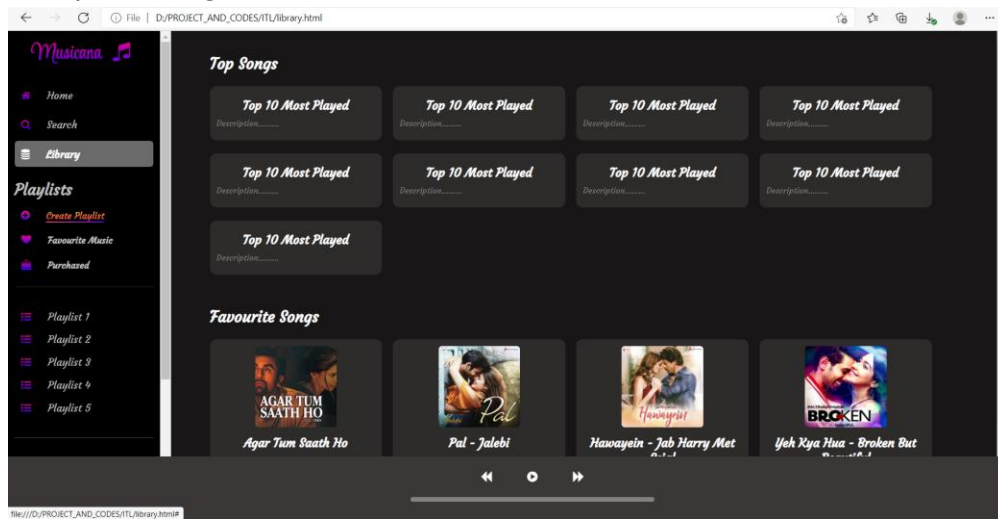 File | D:/PROJECT_AND_CODES/ITL/library.html
Musicana
Home
Search
Library
Playlists
Create Playlist
Favourite Music
Purchased
Playlist 1
Playlist 2
Playlist 3
Playlist 4
Playlist 5
Top Songs
Top 10 Most Played Top 10 Most Played Top 10 Most Played Top 10 Most Played
Description......... Description......... Description......... Description.........
Top 10 Most Played Top 10 Most Played Top 10 Most Played Top 10 Most Played
Description......... Description......... Description......... Description.........
Top 10 Most Played
Description.........
Favourite Songs
AGAR TUM
SAATH HO
Pal
Hawayein
BROKEN
Agar Tum Saath Ho Pal - Jalebi Hawayein - Jab Harry Met Yeh Kya Hua - Broken But
file:///D:/PROJECT_AND_CODES/ITL/library.html#